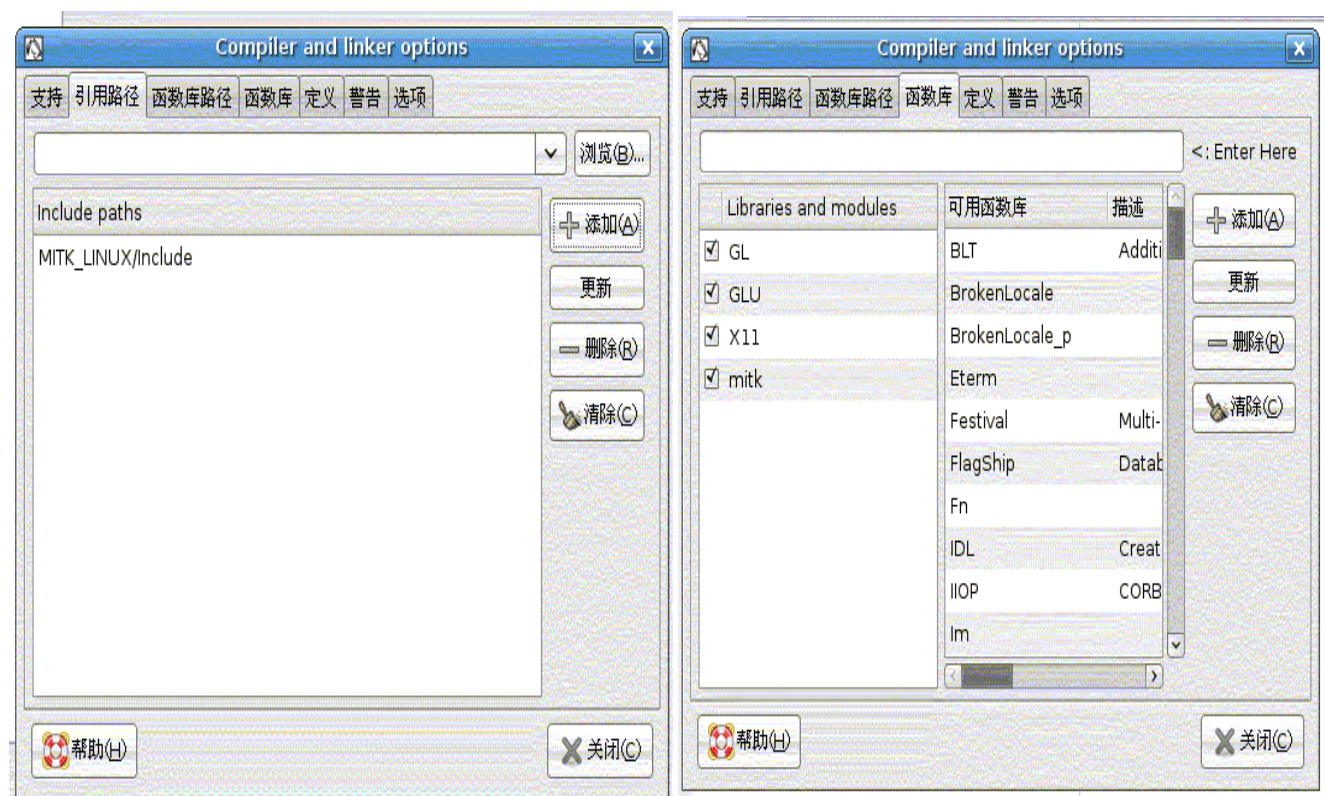 Compiler and linker options
支持 引用路径 函数库路径 函数库 定义 警告 选项
浏览(B)...
Include paths
添加(A)
MITK_LINUX/Include
更新
删除(R)
清除(C)
帮助(H)
关闭(C)
Compiler and linker options
支持 引用路径 函数库路径 函数库 定义 警告 选项
<: Enter Here
Libraries and modules
可用函数库 描述
添加(A)
GL
BLT Additi
更新
GLU
BrokenLocale
X11
BrokenLocale_p
删除(R)
mitk
Eterm
清除(C)
Festival Multi-
FlagShip Datab
Fn
IDL Creat
IIOP CORB
Im
帮助(H)
关闭(C)